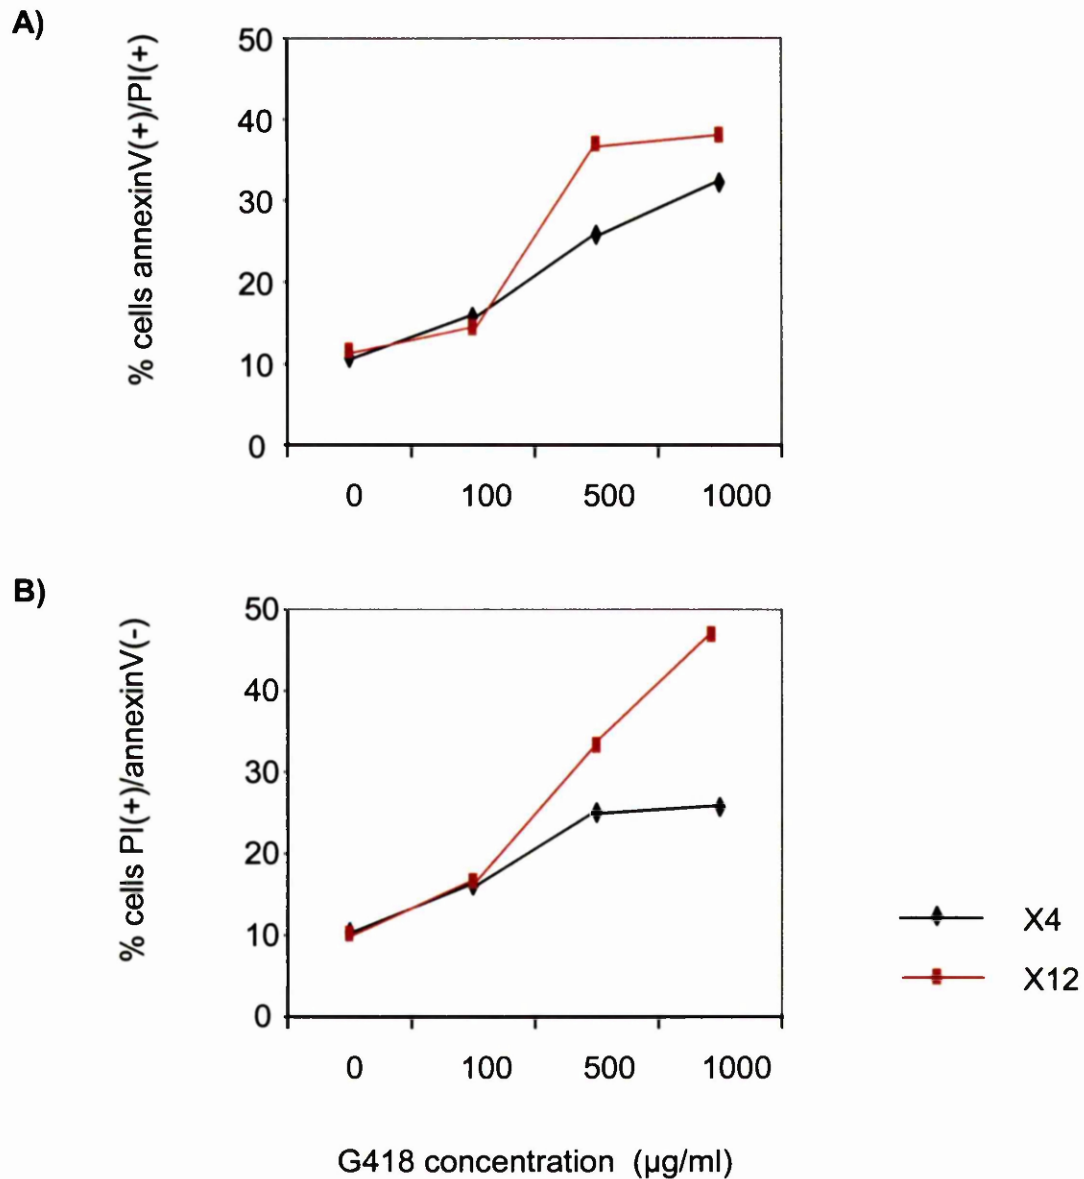 A)
% cells annexinV(+)/PI(+)
50
40
30
20
10
0
0 100 500 1000
B)
% cells PI(+)/annexinV(-)
50
40
30
20
10
0
0 100 500 1000
X4
X12
G418 concentration (µg/ml)